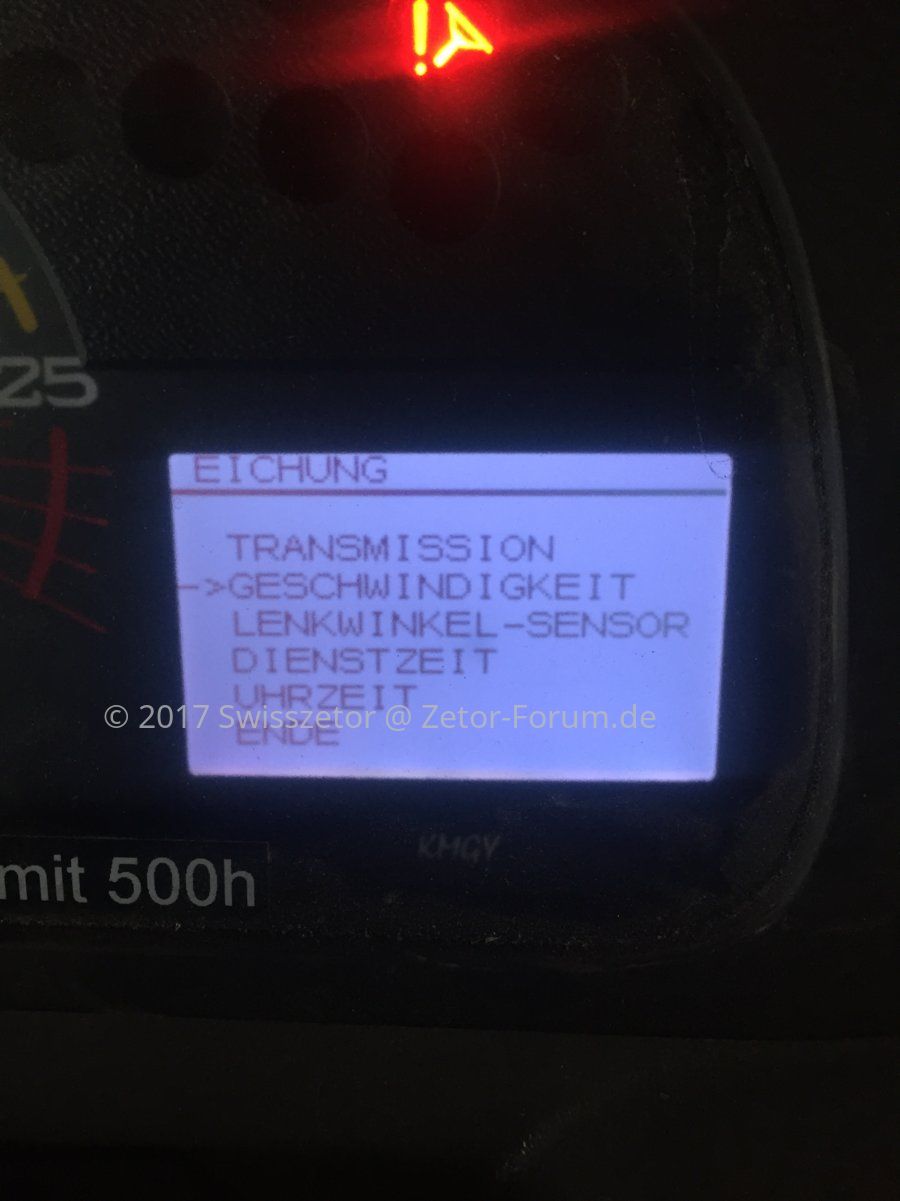 !
25
EICHUNG
TRANSMISSION
->GESCHWINDIGKEIT
LENKWINKEL-SENSOR
DIENSTZEIT
UHRZEIT
© 2017 Swisszetor @ Zetor-Forum.de
ENDE
KMGY
mit 500h